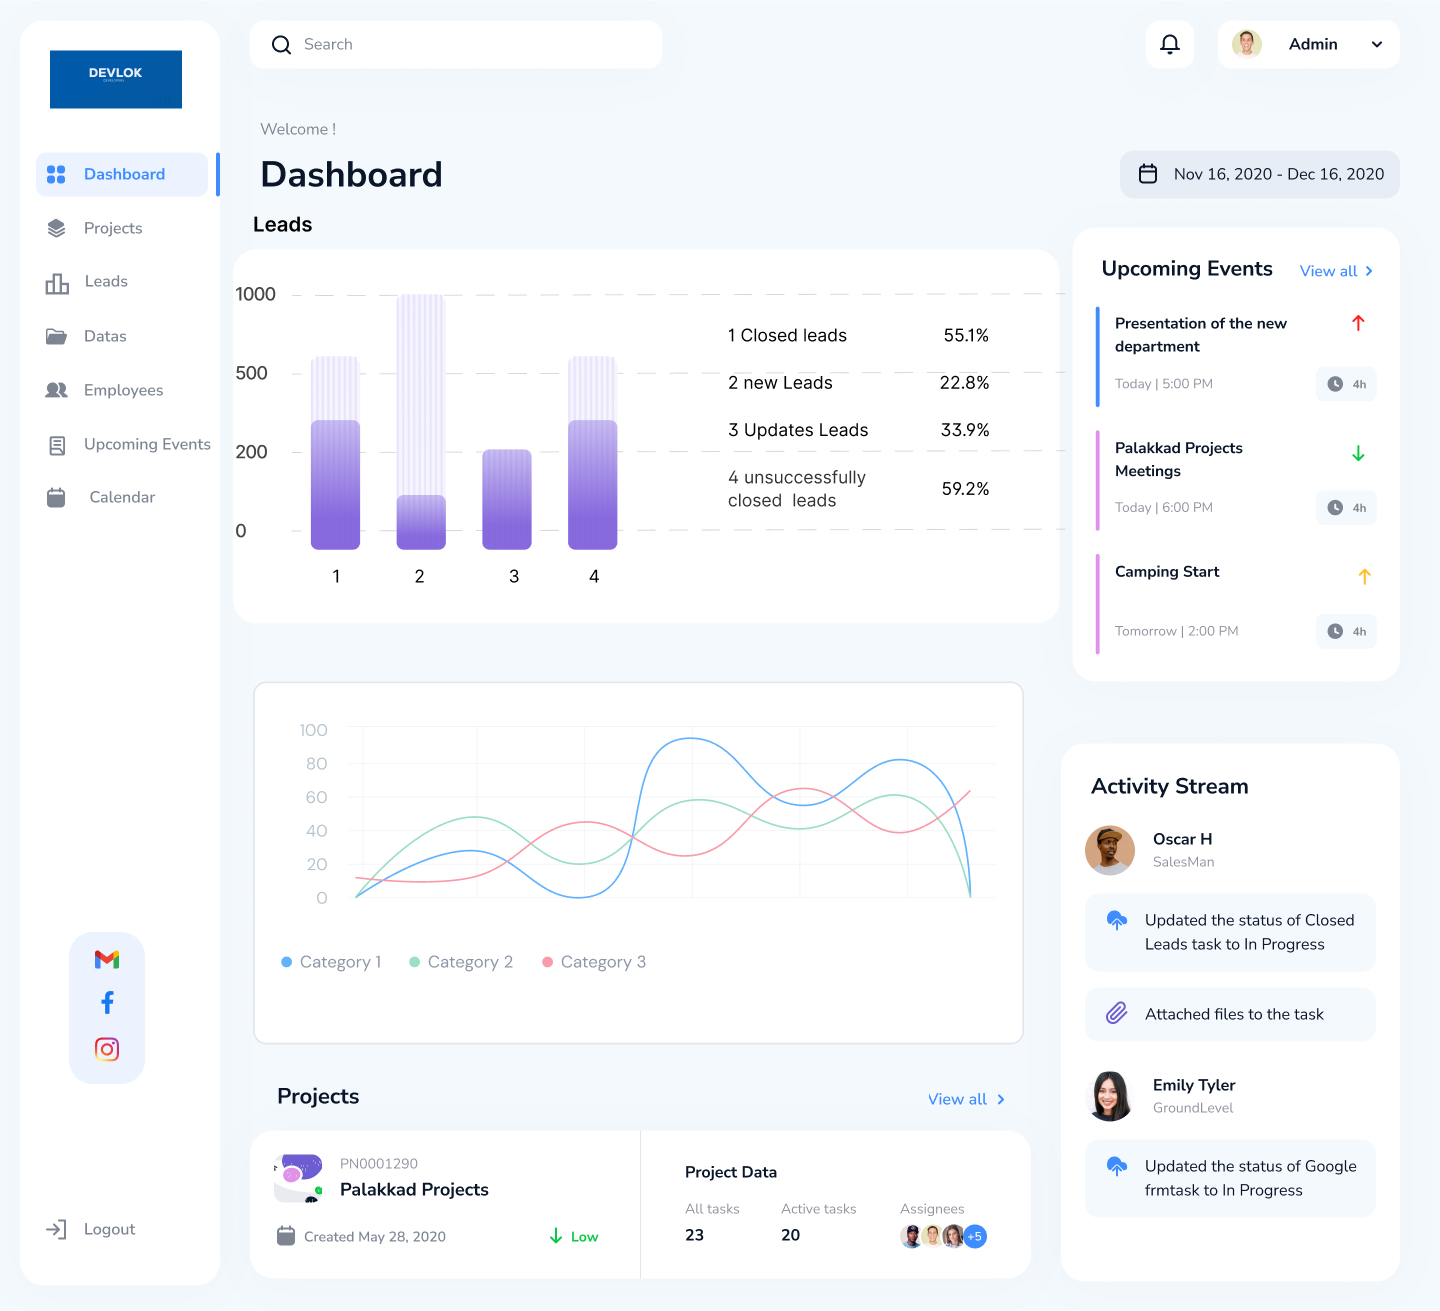 DEVLOK
Search
Admin
Dashboard
Projects
Leads
Datas
Employees
Upcoming Events
Calendar
Logout
Welcome !
Dashboard
Nov 16, 2020 - Dec 16, 2020
Leads
1000
500
200
0
1
2
3
4
1 Closed leads 55.1%
2 new Leads 22.8%
3 Updates Leads 33.9%
4 unsuccessfully
closed leads 59.2%
Upcoming Events View all
Presentation of the new
department
Today | 5:00 PM 4h
Palakkad Projects
Meetings
Today | 6:00 PM 4h
Camping Start
Tomorrow | 2:00 PM 4h
100
80
60
40
20
0
Category 1 Category 2 Category 3
Activity Stream
Oscar H
SalesMan
Updated the status of Closed
Leads task to In Progress
Attached files to the task
Emily Tyler
GroundLevel
Updated the status of Google
frmtask to In Progress
Projects View all
PN0001290
Palakkad Projects
Created May 28, 2020 Low
Project Data
All tasks Active tasks Assignees
23 20 +5